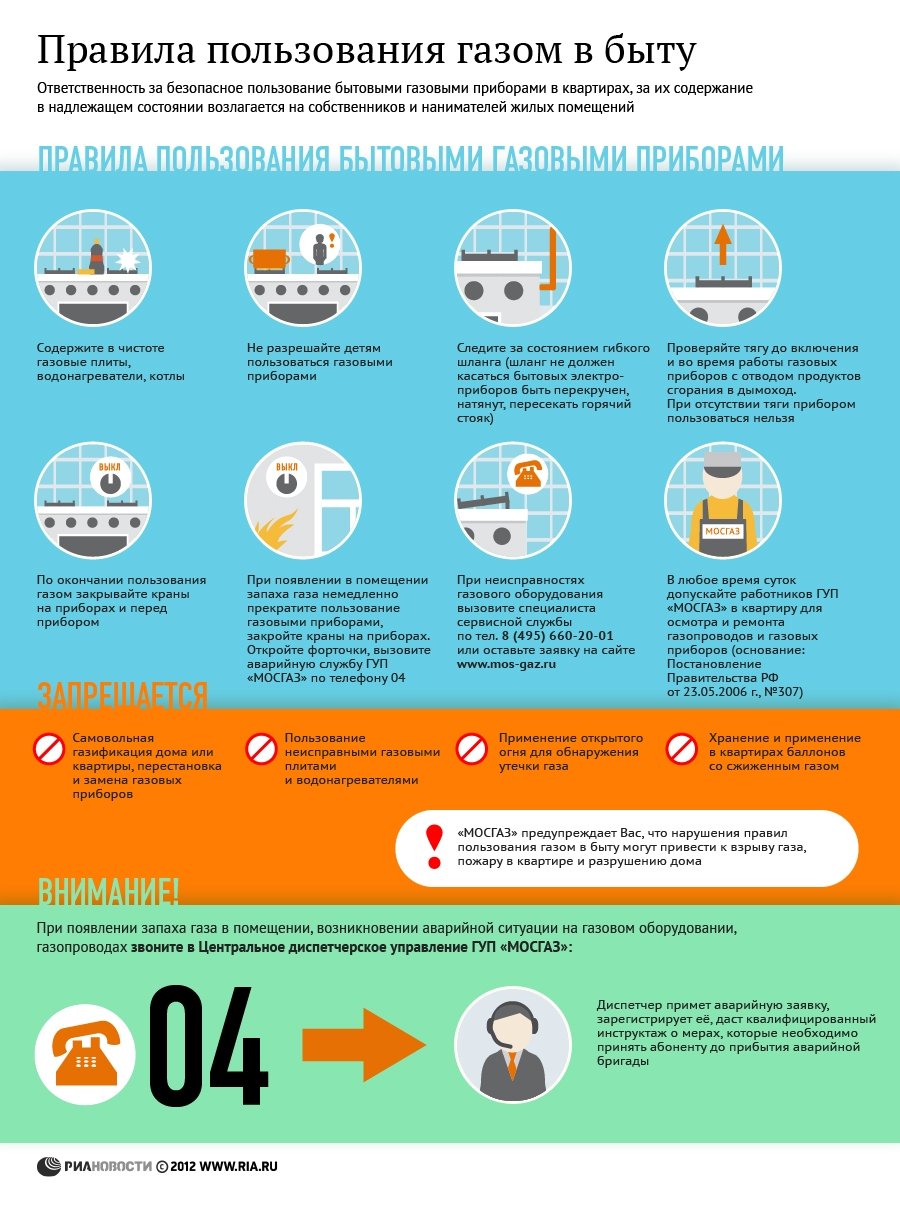 Правила пользования газом в быту
Ответственность за безопасное пользование бытовыми газовыми приборами в квартирах, за их содержание
в надлежащем состоянии возлагается на собственников и нанимателей жилых помещений
ПРАВИЛА ПОЛЬЗОВАНИЯ БЫТОВЫМИ ГАЗОВЫМИ ПРИБОРАМИ
Содержите в чистоте
газовые плиты,
водонагреватели, котлы
Не разрешайте детям
пользоваться газовыми
приборами
Следите за состоянием гибкого
шланга (шланг не должен
касаться бытовых электро-
приборов быть перекручен,
натянут, пересекать горячий
стояк)
Проверяйте тягу до включения
и во время работы газовых
приборов с отводом продуктов
сгорания в дымоход.
При отсутствии тяги прибором
пользоваться нельзя
ВЫКЛ
По окончании пользования
газом закрывайте краны
на приборах и перед
прибором
ВЫКЛ
При появлении в помещении
запаха газа немедленно
прекратите пользование
газовыми приборами,
закройте краны на приборах.
Откройте форточки, вызовите
аварийную службу ГУП
«МОСГАЗ» по телефону 04
При неисправностях
газового оборудования
вызовите специалиста
сервисной службы
по тел. 8 (495) 660-20-01
или оставьте заявку на сайте
www.mos-gaz.ru
МОСГАЗ
В любое время суток
допускайте работников ГУП
«МОСГАЗ» в квартиру для
осмотра и ремонта
газопроводов и газовых
приборов (основание:
Постановление
Правительства РФ
от 23.05.2006 г., №307)
ЗАПРЕЩАЕТСЯ
Самовольная
газификация дома или
квартиры, перестановка
и замена газовых
приборов
Пользование
неисправными газовыми
плитами
и водонагревателями
Применение открытого
огня для обнаружения
утечки газа
Хранение и применение
в квартирах баллонов
со сжиженным газом
«МОСГАЗ» предупреждает Вас, что нарушения правил
пользования газом в быту могут привести к взрыву газа,
пожару в квартире и разрушению дома
ВНИМАНИЕ!
При появлении запаха газа в помещении, возникновении аварийной ситуации на газовом оборудовании,
газопроводах звоните в Центральное диспетчерское управление ГУП «МОСГАЗ»:
04
Диспетчер примет аварийную заявку,
зарегистрирует её, даст квалифицированный
инструктаж о мерах, которые необходимо
принять абоненту до прибытия аварийной
бригады
РИАНОВОСТИ © 2012 WWW.RIA.RU